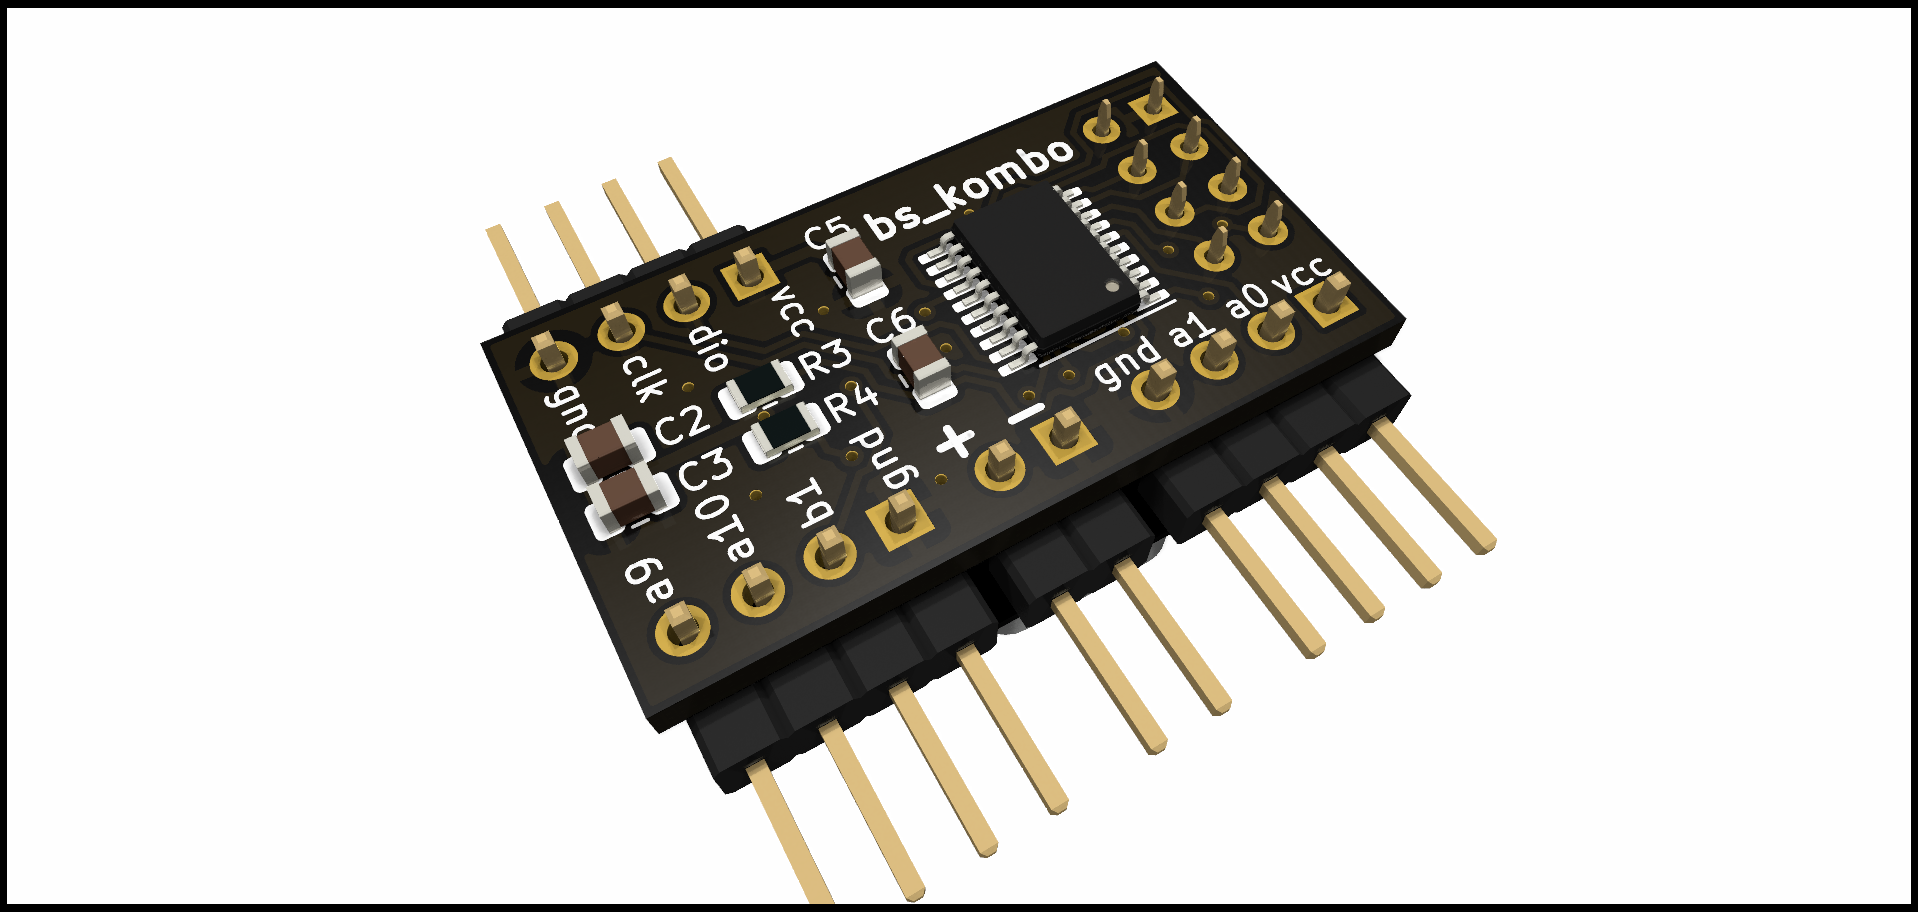 bs_kombo
C5
vcc
dio
clk
gnd
C6
R3
R4
C2
C3
gnd
b1
a10
a9
+
−
gnd a1 a0 vcc